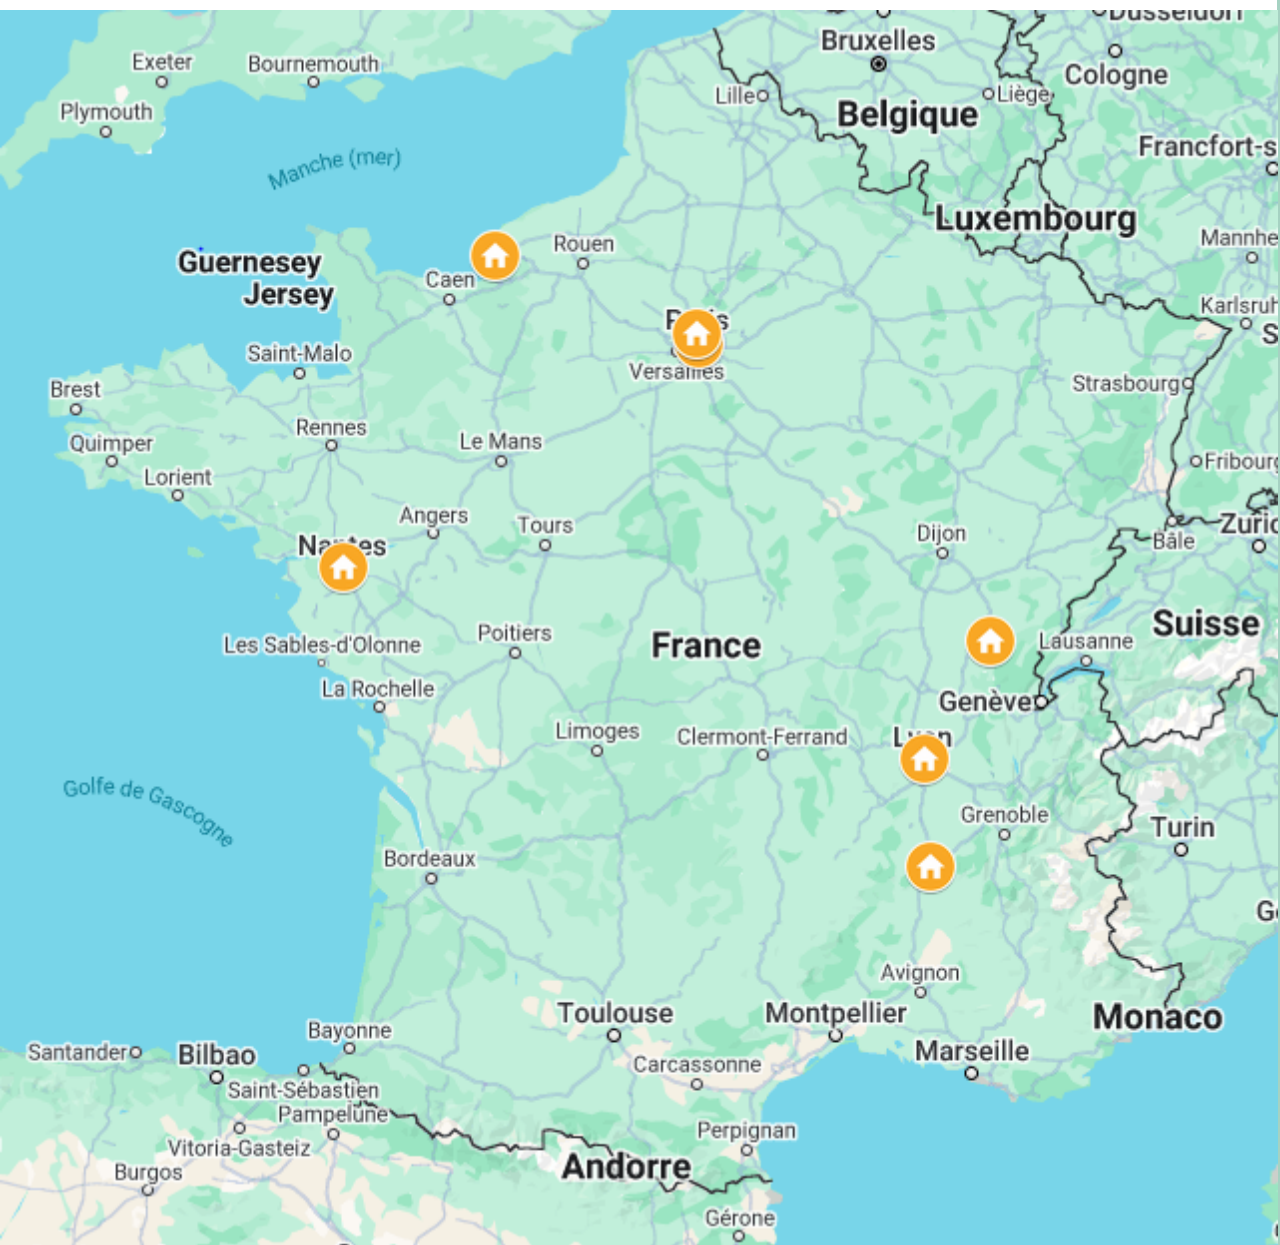 Düsseldorf
Bruxelles
Exeter
Bournemouth
Cologne
Lille
Liège
Plymouth
Belgique
Francfort-s
Manche (mer)
Luxembourg
Mannhe
Rouen
Guernesey
Caen
Jersey
Karlsruh
S
Saint-Malo
Versailles
Strasbourg
Brest
Rennes
Quimper
Le Mans
Fribourg
Lorient
Angers
Tours
Zuric
Dijon
Bâle
Nantes
Suisse
Poitiers
Lausanne
Les Sables-d'Olonne
France
La Rochelle
Genève
Limoges
Clermont-Ferrand
Lyon
Golfe de Gascogne
Grenoble
Turin
Bordeaux
G
Avignon
Toulouse
Montpellier
Monaco
Bayonne
Santander
Bilbao
Marseille
Carcassonne
Saint-Sébastien
Pampelune
Perpignan
Vitoria-Gasteiz
Andorre
Burgos
Gérone